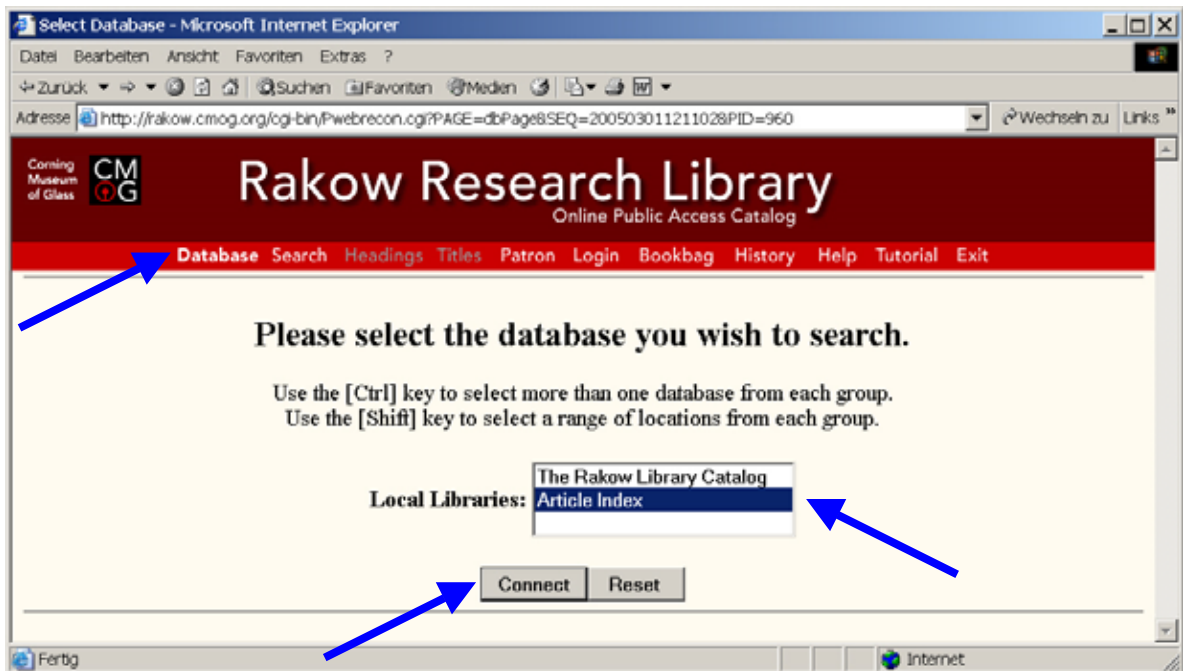 Select Database - Microsoft Internet Explorer
Datei Bearbeiten Ansicht Favoriten Extras ?
Zurück Suchen Favoriten Medien
Adresse http://rakow.cmog.org/cgi-bin/Pwebrecon.cgi?PAGE=dbPage&SEQ=20050301121102&PID=960 Wechseln zu Links »
Corning
Museum
of Glass
CM
OG
Rakow Research Library
Online Public Access Catalog
Database Search Headings Titles Patron Login Bookbag History Help Tutorial Exit
Please select the database you wish to search.
Use the [Ctrl] key to select more than one database from each group.
Use the [Shift] key to select a range of locations from each group.
The Rakow Library Catalog
Local Libraries: Article Index
Connect Reset
Fertig Internet